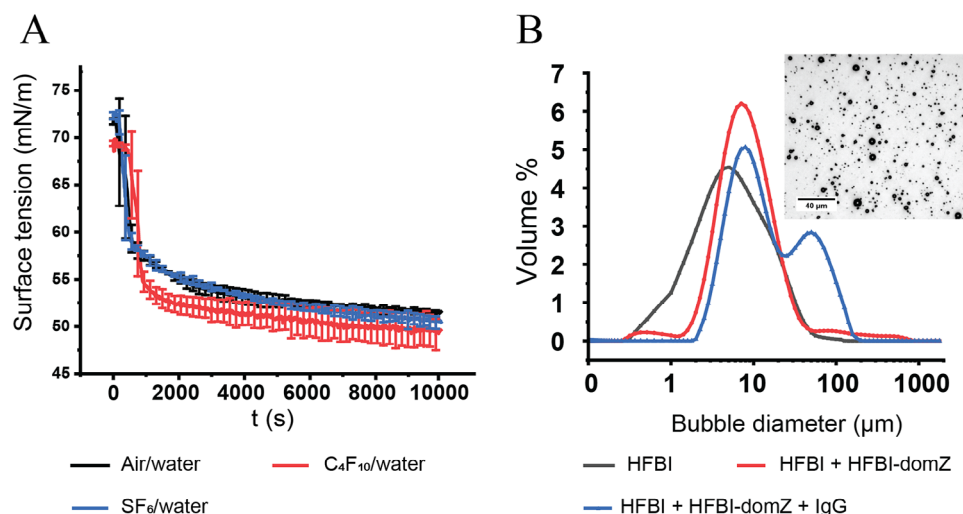 A
Surface tension (mN/m)
75
70
65
60
55
50
45
0 2000 4000 6000 8000 10000
t (s)
Air/water
C₄F₁₀/water
SF₆/water
B
Volume %
7
6
5
4
3
2
1
0
0 1 10 100 1000
Bubble diameter (µm)
40 µm
HFBI
HFBI + HFBI-domZ
HFBI + HFBI-domZ + IgG